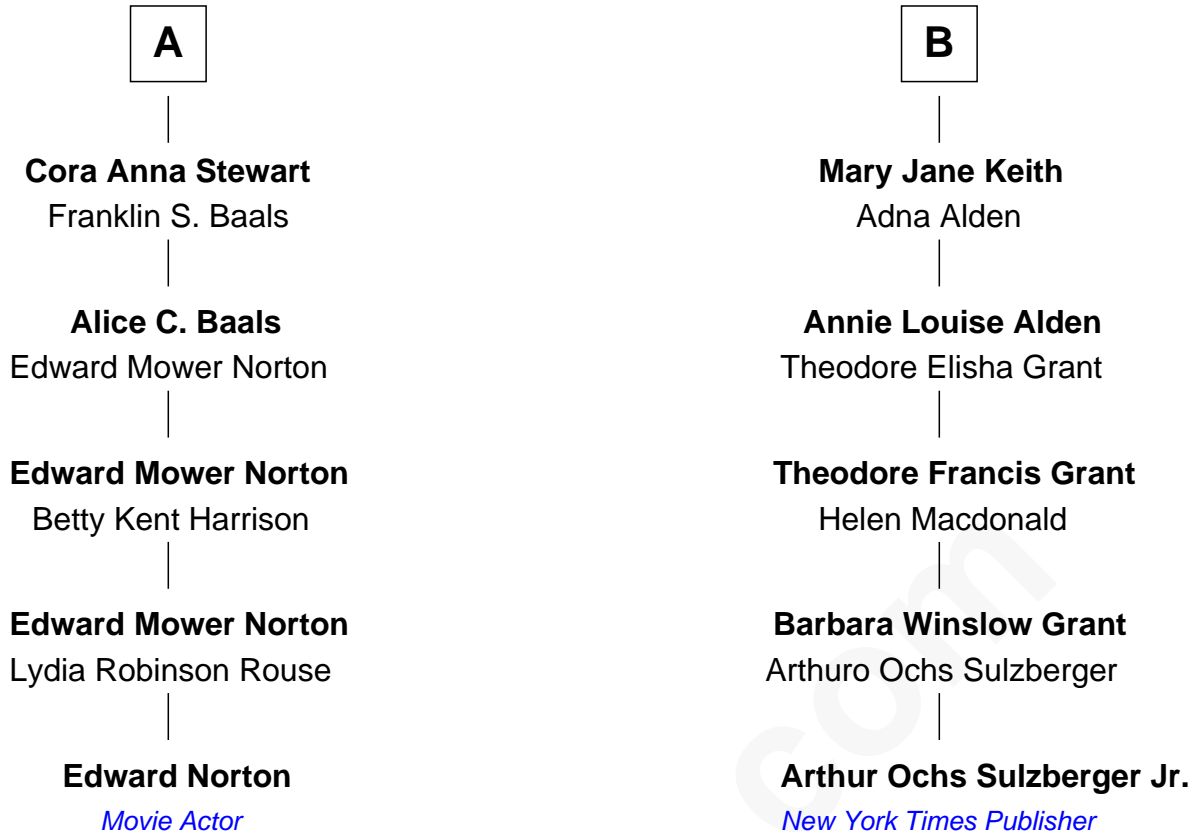 A
Cora Anna Stewart
Franklin S. Baals
Alice C. Baals
Edward Mower Norton
Edward Mower Norton
Betty Kent Harrison
Edward Mower Norton
Lydia Robinson Rouse
Edward Norton
Movie Actor
B
Mary Jane Keith
Adna Alden
Annie Louise Alden
Theodore Elisha Grant
Theodore Francis Grant
Helen Macdonald
Barbara Winslow Grant
Arthuro Ochs Sulzberger
Arthur Ochs Sulzberger Jr.
New York Times Publisher
com